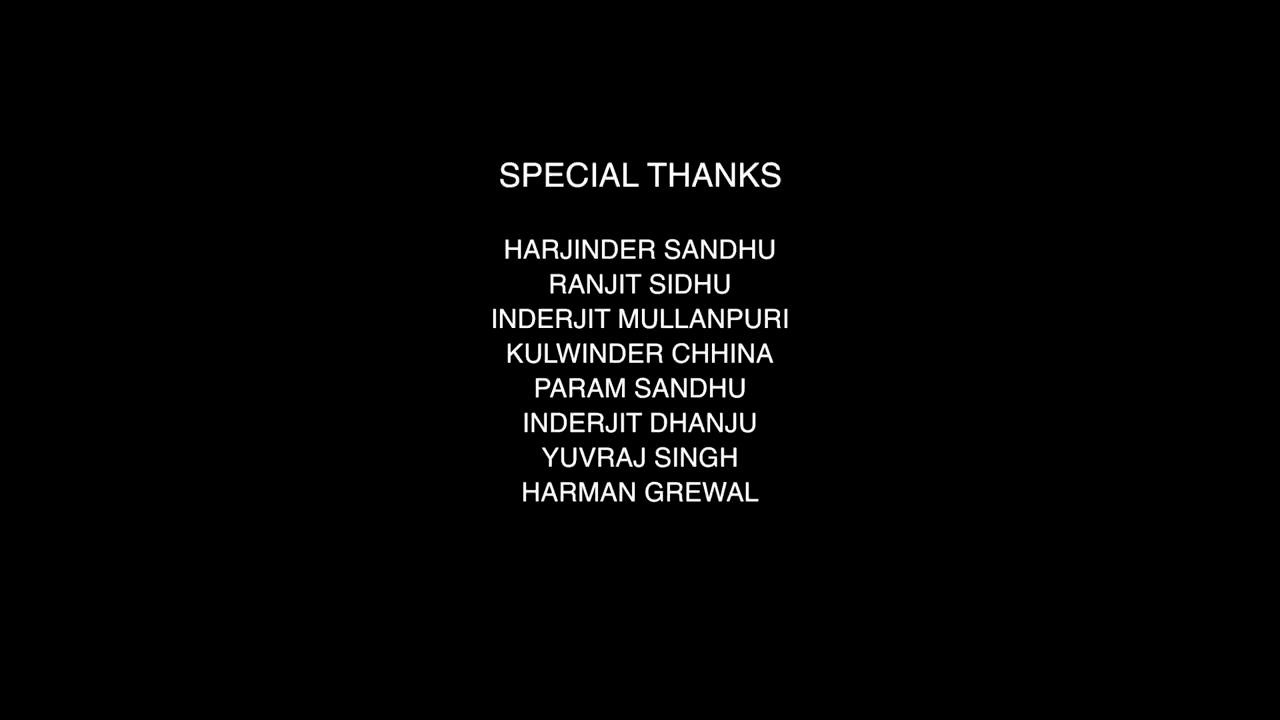 SPECIAL THANKS
HARJINDER SANDHU
RANJIT SIDHU
INDERJIT MULLANPURI
KULWINDER CHHINA
PARAM SANDHU
INDERJIT DHANJU
YUVRAJ SINGH
HARMAN GREWAL